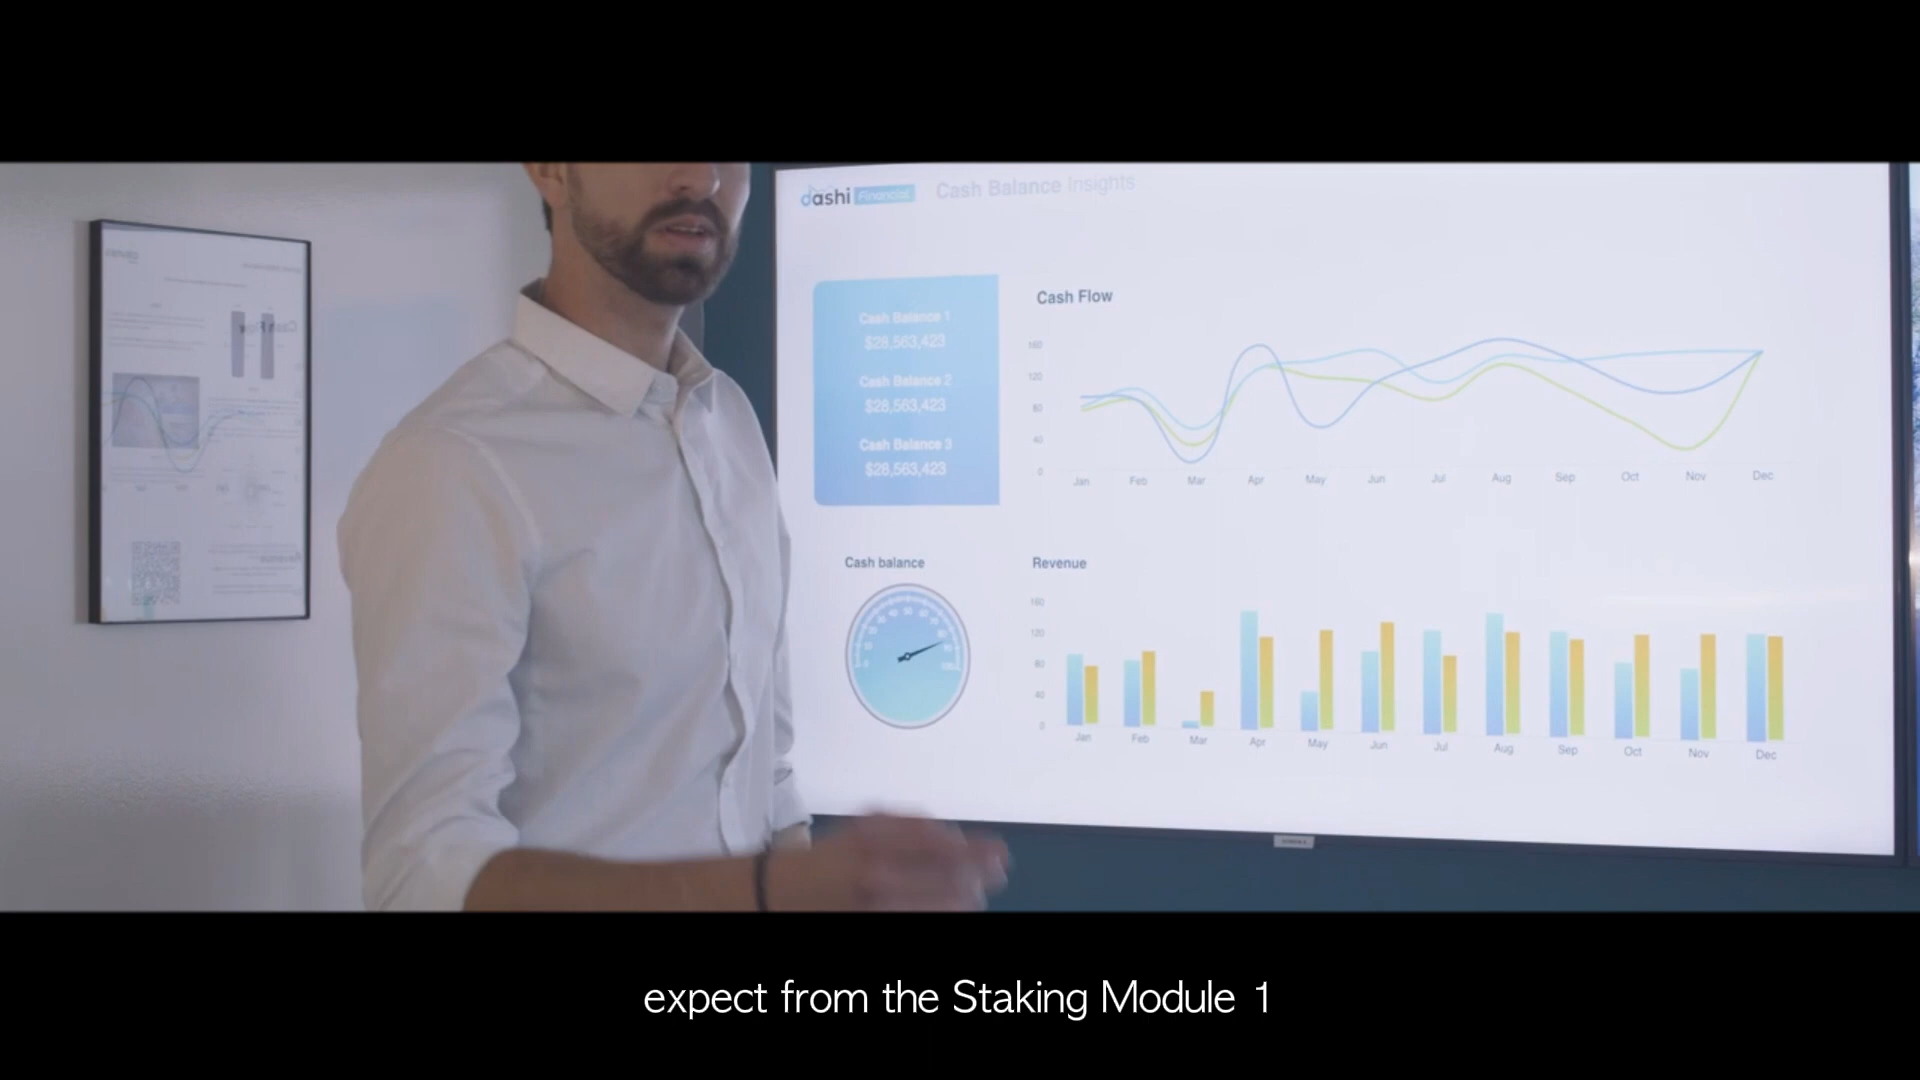 dashi Financial Cash Balance insights
Cash Balance 1
$28,563,423
Cash Balance 2
$28,563,423
Cash Balance 3
$28,563,423
Cash Flow
160
120
80
40
0
Jan Feb Mar Apr May Jun Jul Aug Sep Oct Nov Dec
Cash balance
Revenue
160
120
80
40
0
Jan Feb Mar Apr May Jun Jul Aug Sep Oct Nov Dec
expect from the Staking Module 1